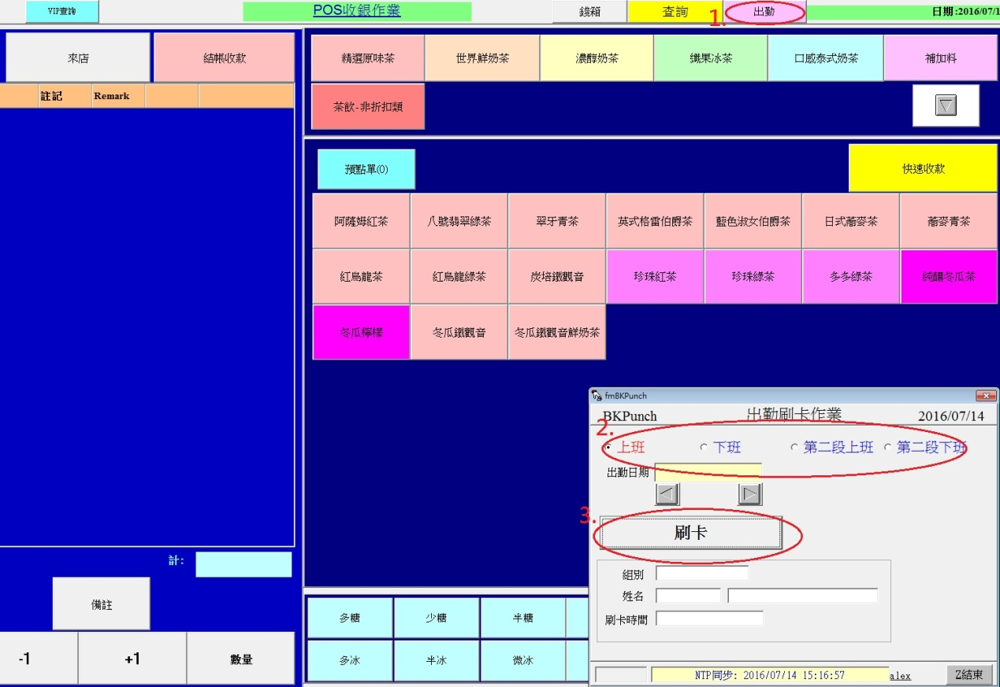 VIP查詢
POS收銀作業
錢箱
查詢
1.
出勤
日期:2016/07/1
來店
結帳收款
註記
Remark
精選原味茶
世界鮮奶茶
濃醇奶茶
纖果冰茶
口感泰式奶茶
補加料
茶飲-非折扣類
預點單(0)
快速收款
阿薩姆紅茶
八號翡翠綠茶
翠牙青茶
英式格雷伯爵茶
藍色淑女伯爵茶
日式蕎麥茶
蕎麥青茶
紅烏龍茶
紅烏龍綠茶
炭培鐵觀音
珍珠紅茶
珍珠綠茶
多多綠茶
純釀冬瓜茶
冬瓜檸檬
冬瓜鐵觀音
冬瓜鐵觀音鮮奶茶
計:
備註
-1
+1
數量
多糖
少糖
半糖
多冰
半冰
微冰
fmBKPunch
BKPunch
出勤刷卡作業
2016/07/14
2.
上班
下班
第二段上班
第二段下班
出勤日期
3.
刷卡
組別
姓名
刷卡時間
NTP同步: 2016/07/14 15:16:57
alex
Z結束